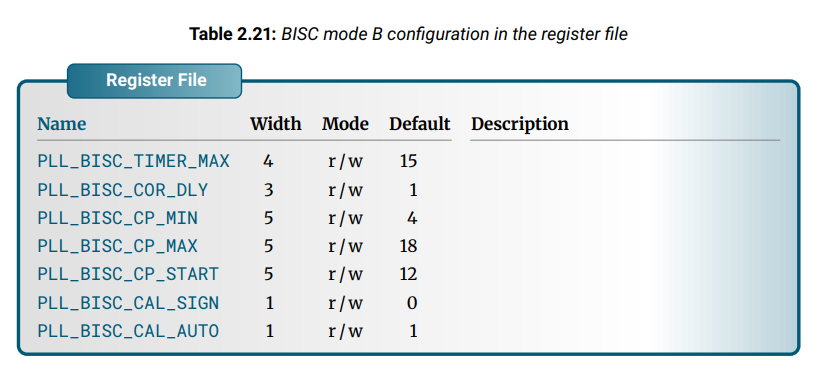 Table 2.21: BISC mode B configuration in the register file
Register File
Name Width Mode Default Description
PLL_BISC_TIMER_MAX 4 r/w 15
PLL_BISC_COR_DLY 3 r/w 1
PLL_BISC_CP_MIN 5 r/w 4
PLL_BISC_CP_MAX 5 r/w 18
PLL_BISC_CP_START 5 r/w 12
PLL_BISC_CAL_SIGN 1 r/w 0
PLL_BISC_CAL_AUTO 1 r/w 1